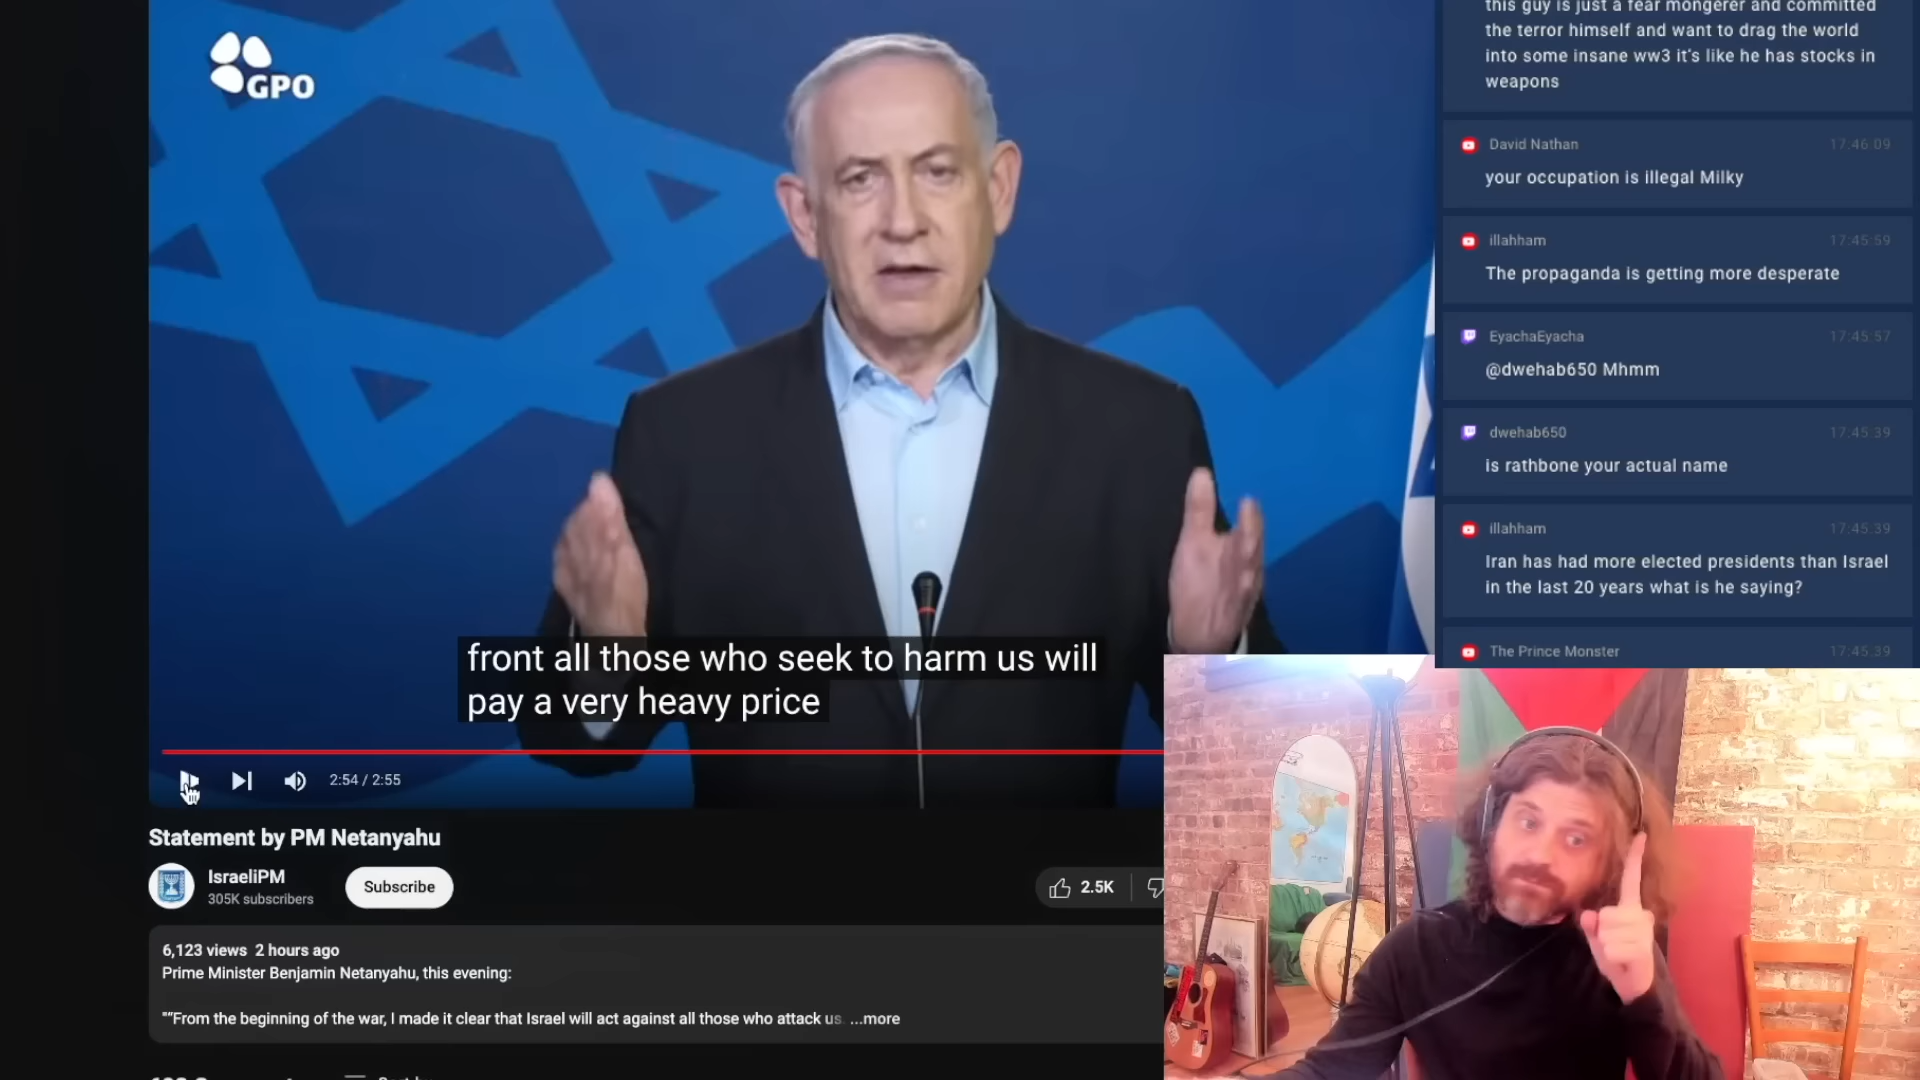 GPO
front all those who seek to harm us will
pay a very heavy price
2:54 / 2:55
Statement by PM Netanyahu
IsraeliPM
305K subscribers
Subscribe
2.5K
6,123 views 2 hours ago
Prime Minister Benjamin Netanyahu, this evening:
"“From the beginning of the war, I made it clear that Israel will act against all those who attack us. ...more
this guy is just a fear mongerer and committed
the terror himself and want to drag the world
into some insane ww3 it's like he has stocks in
weapons
David Nathan 17:46:09
your occupation is illegal Milky
illahham 17:45:59
The propaganda is getting more desperate
EyachaEyacha 17:45:57
@dwehab650 Mhmm
dwehab650 17:45:39
is rathbone your actual name
illahham 17:45:39
Iran has had more elected presidents than Israel
in the last 20 years what is he saying?
The Prince Monster 17:45:39